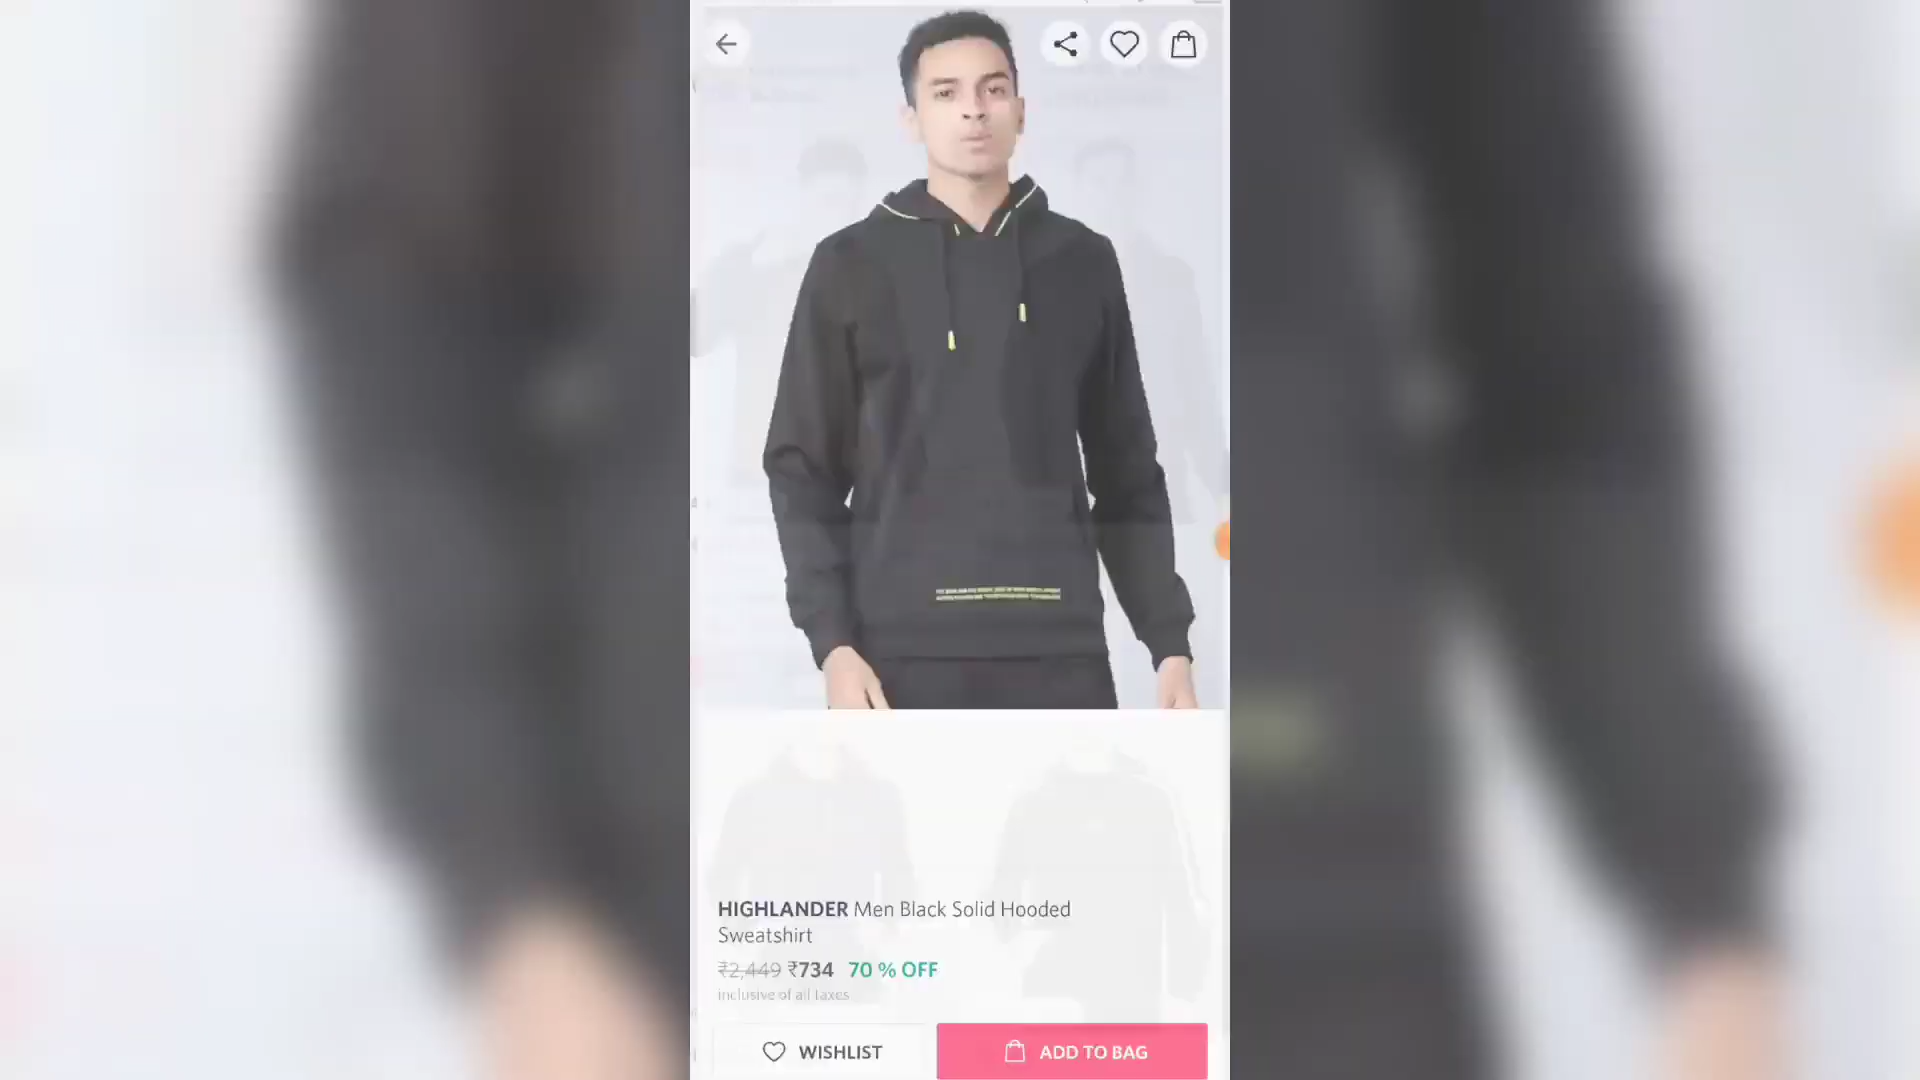 HIGHLANDER Men Black Solid Hooded
Sweatshirt
₹2,449 ₹734 70 % OFF
inclusive of all taxes
WISHLIST
ADD TO BAG